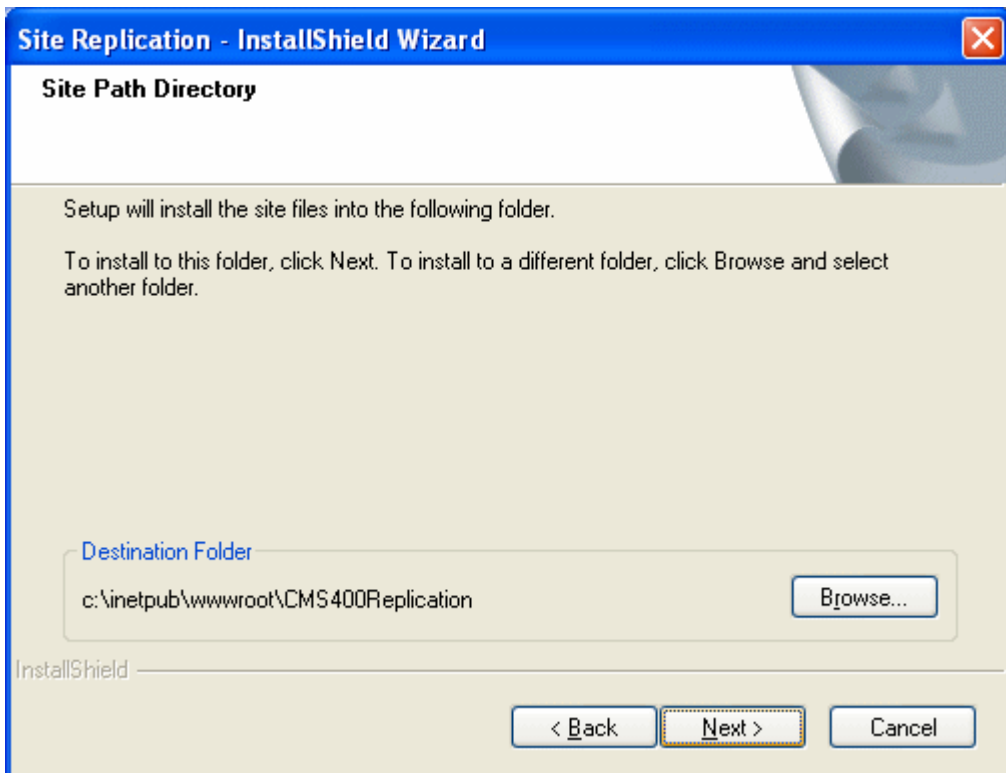 Site Replication - InstallShield Wizard
Site Path Directory
Setup will install the site files into the following folder.
To install to this folder, click Next. To install to a different folder, click Browse and select
another folder.
Destination Folder
c:\inetpub\wwwroot\CMS400Replication
Browse...
InstallShield
< Back
Next >
Cancel